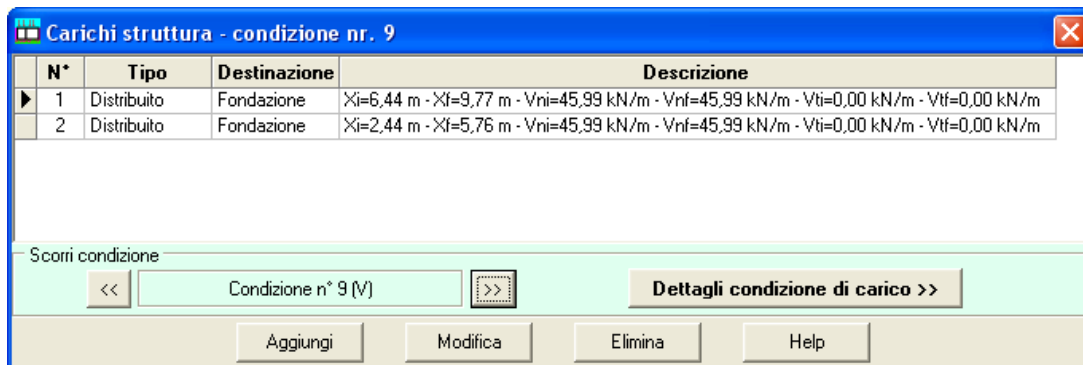 Carichi struttura - condizione nr. 9
N° Tipo Destinazione Descrizione
1 Distribuito Fondazione Xi=6,44 m - Xf=9,77 m - Vni=45,99 kN/m - Vnf=45,99 kN/m - Vti=0,00 kN/m - Vtf=0,00 kN/m
2 Distribuito Fondazione Xi=2,44 m - Xf=5,76 m - Vni=45,99 kN/m - Vnf=45,99 kN/m - Vti=0,00 kN/m - Vtf=0,00 kN/m
Scorri condizione
<< Condizione n° 9 (V) >> Dettagli condizione di carico >>
Aggiungi Modifica Elimina Help